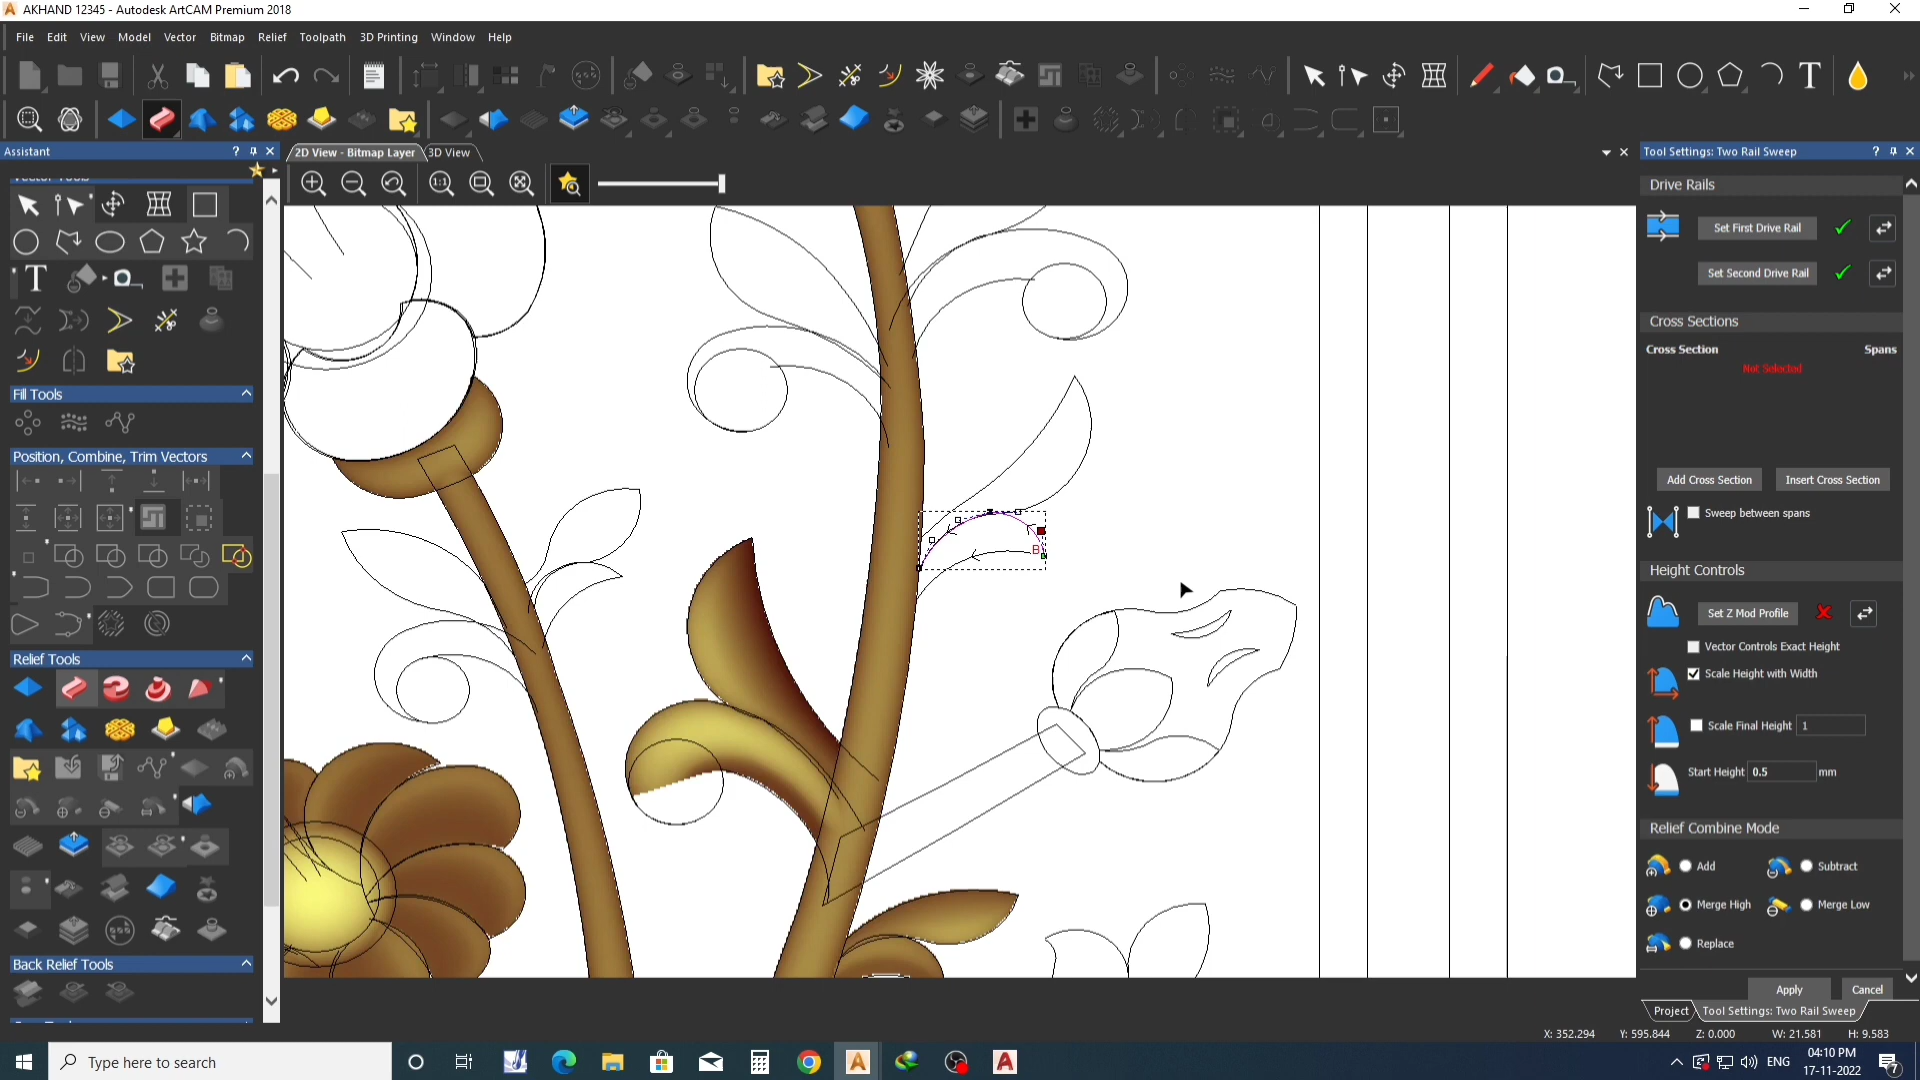 AKHAND 12345 - Autodesk ArtCAM Premium 2018
File Edit View Model Vector Bitmap Relief Toolpath 3D Printing Window Help
Assistant
2D View - Bitmap Layer 3D View
Tool Settings: Two Rail Sweep
Vector Tools
Drive Rails
Set First Drive Rail
Set Second Drive Rail
Cross Sections
Cross Section Spans
Not Selected
Fill Tools
Position, Combine, Trim Vectors
Add Cross Section Insert Cross Section
Sweep between spans
B
Height Controls
Set Z Mod Profile
Vector Controls Exact Height
Relief Tools
Scale Height with Width
Scale Final Height 1
Start Height 0.5 mm
Relief Combine Mode
Add Subtract
Merge High Merge Low
Replace
Back Relief Tools
Apply Cancel
Project Tool Settings: Two Rail Sweep
X: 352.294 Y: 595.844 Z: 0.000 W: 21.581 H: 9.583
Type here to search
ENG
04:10 PM
17-11-2022
7